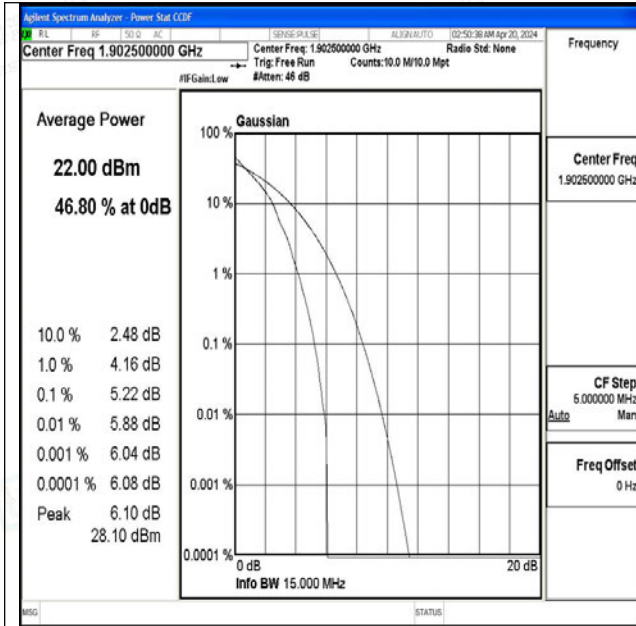 Agilent Spectrum Analyzer - Power Stat CCDF
RL RF 50 Ω AC SENSE:PULSE ALIGN AUTO 02:50:38 AM Apr 20, 2024
Center Freq 1.902500000 GHz
Center Freq: 1.902500000 GHz Radio Std: None
Trig: Free Run Counts:10.0 M/10.0 Mpt
#IFGain:Low #Atten: 46 dB
Frequency
Average Power
22.00 dBm
46.80 % at 0dB
10.0 % 2.48 dB
1.0 % 4.16 dB
0.1 % 5.22 dB
0.01 % 5.88 dB
0.001 % 6.04 dB
0.0001 % 6.08 dB
Peak 6.10 dB
28.10 dBm
Gaussian
100 %
10 %
1 %
0.1 %
0.01 %
0.001 %
0.0001 %
0 dB 20 dB
Info BW 15.000 MHz
Center Freq
1.902500000 GHz
CF Step
5.000000 MHz
Auto Man
Freq Offset
0 Hz
MSG STATUS